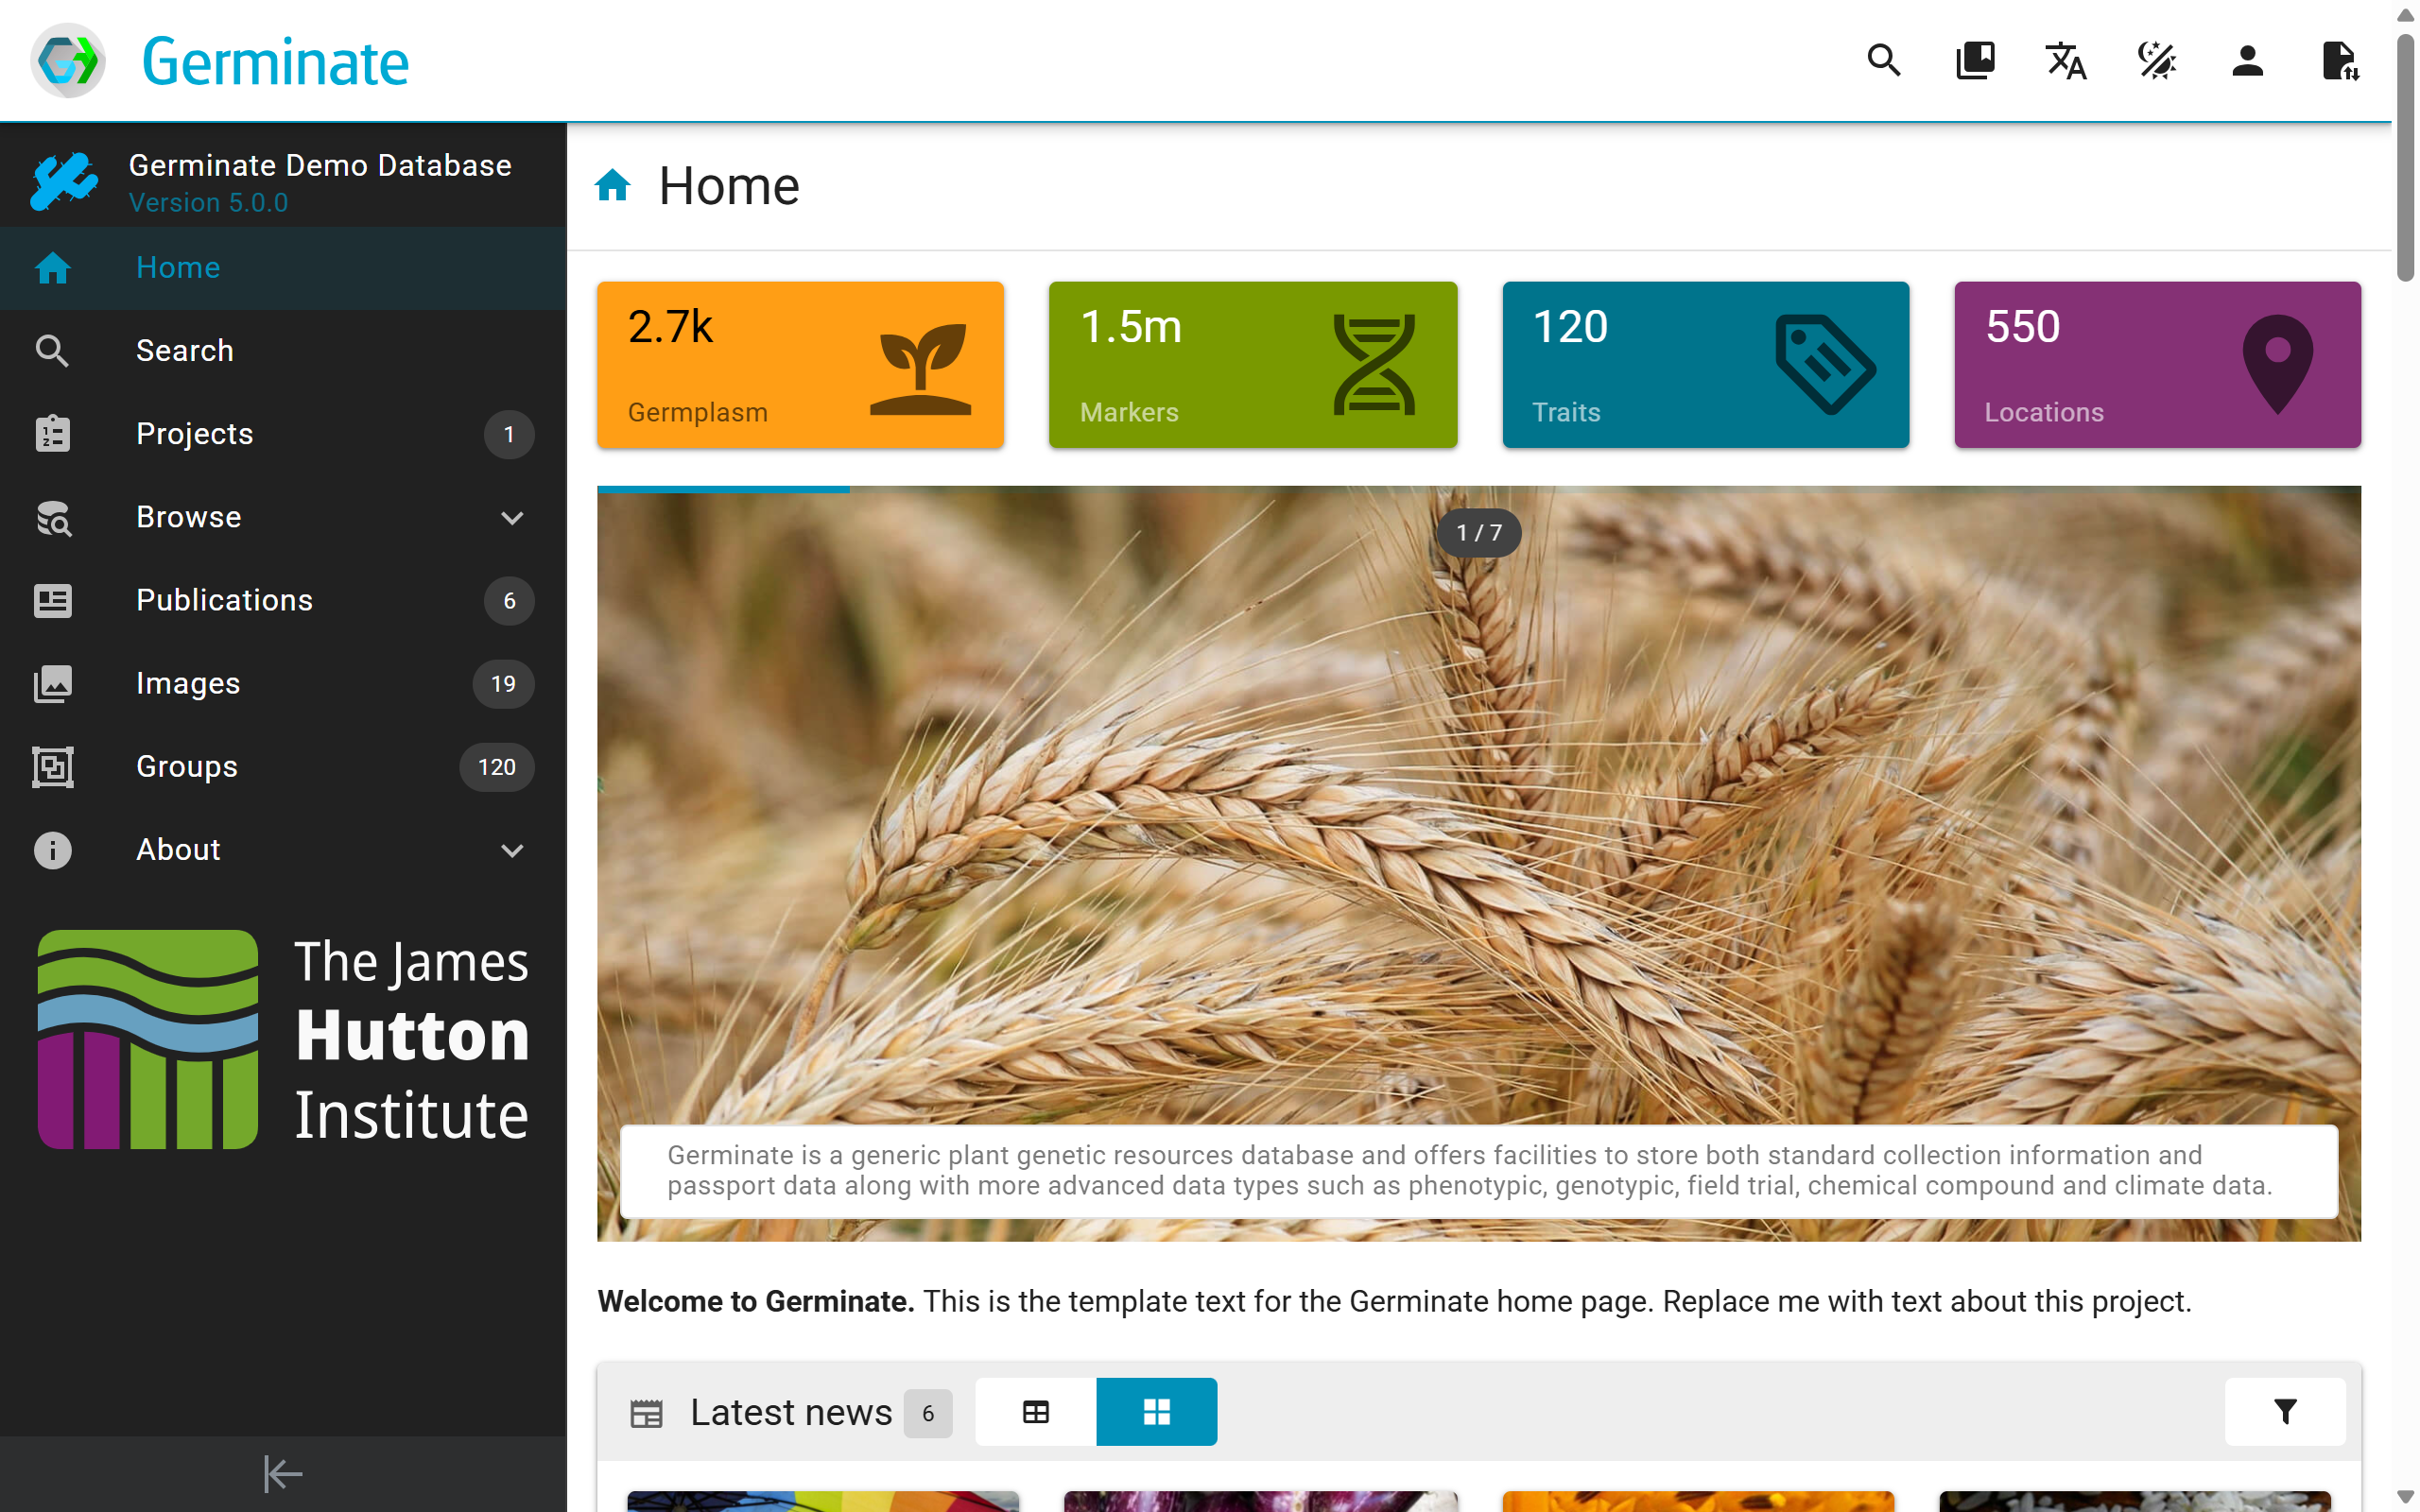 Germinate
Germinate Demo Database
Version 5.0.0
Home
Search
Projects 1
Browse
Publications 6
Images 19
Groups 120
About
The James
Hutton
Institute
Home
2.7k
Germplasm
1.5m
Markers
120
Traits
550
Locations
1 / 7
Germinate is a generic plant genetic resources database and offers facilities to store both standard collection information and
passport data along with more advanced data types such as phenotypic, genotypic, field trial, chemical compound and climate data.
Welcome to Germinate. This is the template text for the Germinate home page. Replace me with text about this project.
Latest news 6